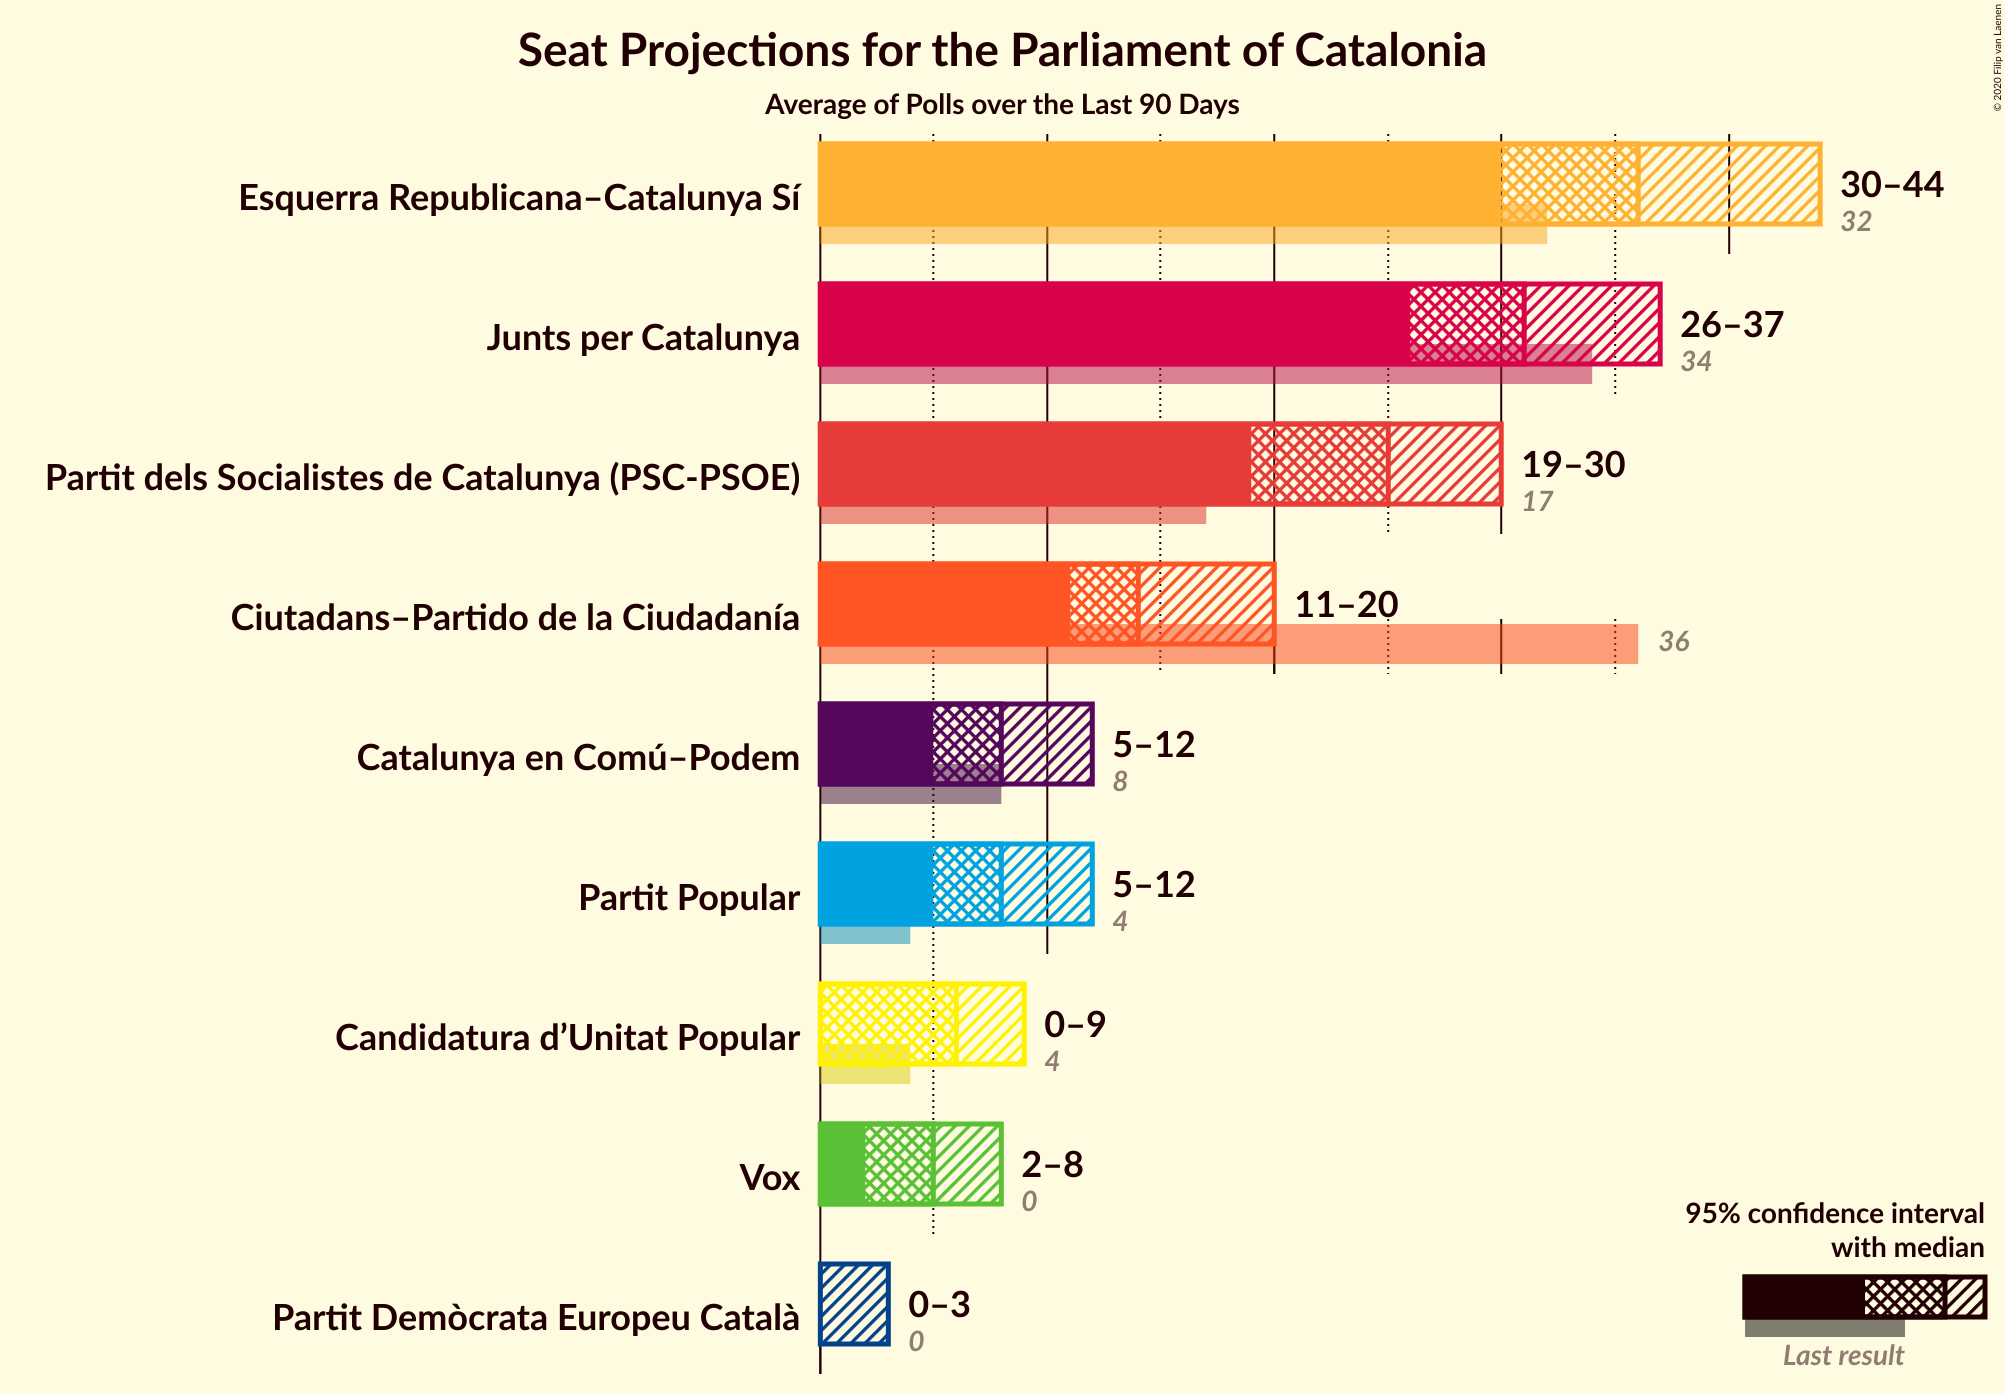 Seat Projections for the Parliament of Catalonia
Average of Polls over the Last 90 Days
© 2020 Filip van Laenen
Esquerra Republicana–Catalunya Sí
30–44
32
Junts per Catalunya
26–37
34
Partit dels Socialistes de Catalunya (PSC-PSOE)
19–30
17
Ciutadans–Partido de la Ciudadanía
11–20
36
Catalunya en Comú–Podem
5–12
8
Partit Popular
5–12
4
Candidatura d’Unitat Popular
0–9
4
Vox
2–8
0
Partit Demòcrata Europeu Català
0–3
0
95% confidence interval
with median
Last result